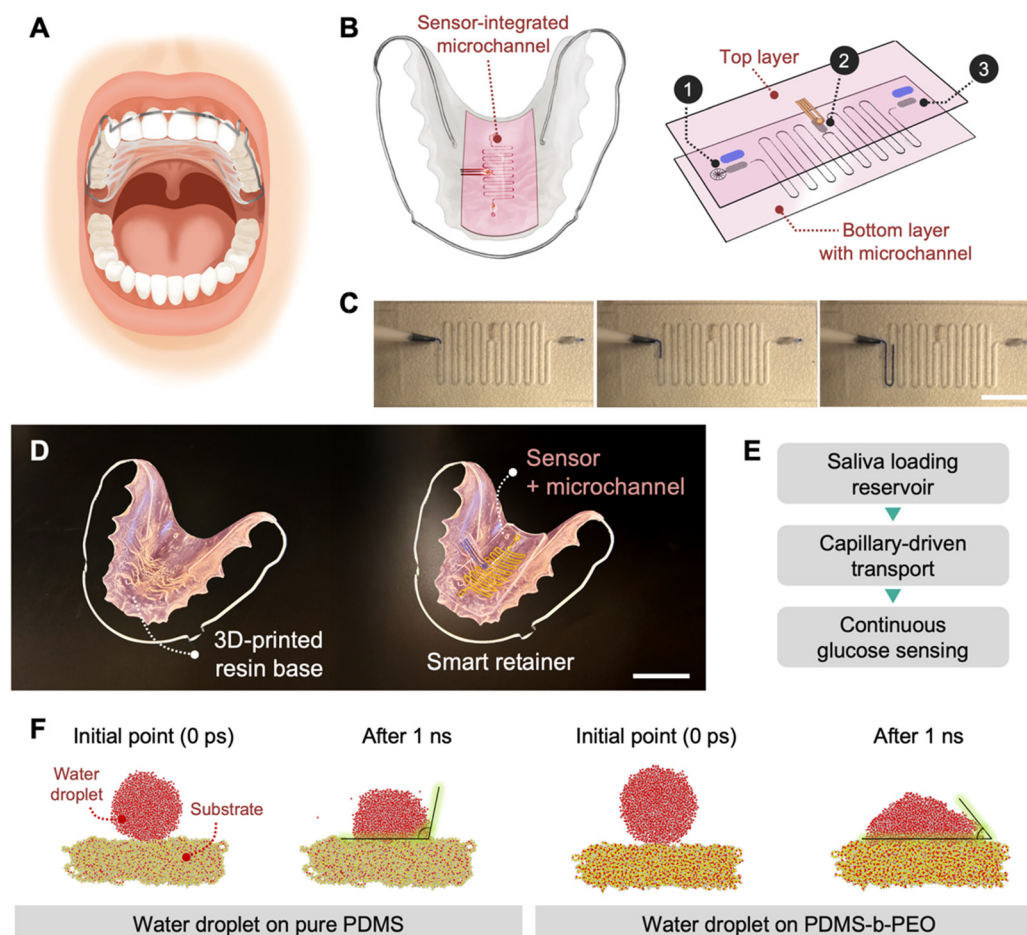 A
B
Sensor-integrated
microchannel
Top layer
1
2
3
Bottom layer
with microchannel
C
D
Sensor
+ microchannel
3D-printed
resin base
Smart retainer
E
Saliva loading
reservoir
Capillary-driven
transport
Continuous
glucose sensing
F
Initial point (0 ps)
After 1 ns
Initial point (0 ps)
After 1 ns
Water
droplet
Substrate
Water droplet on pure PDMS
Water droplet on PDMS-b-PEO